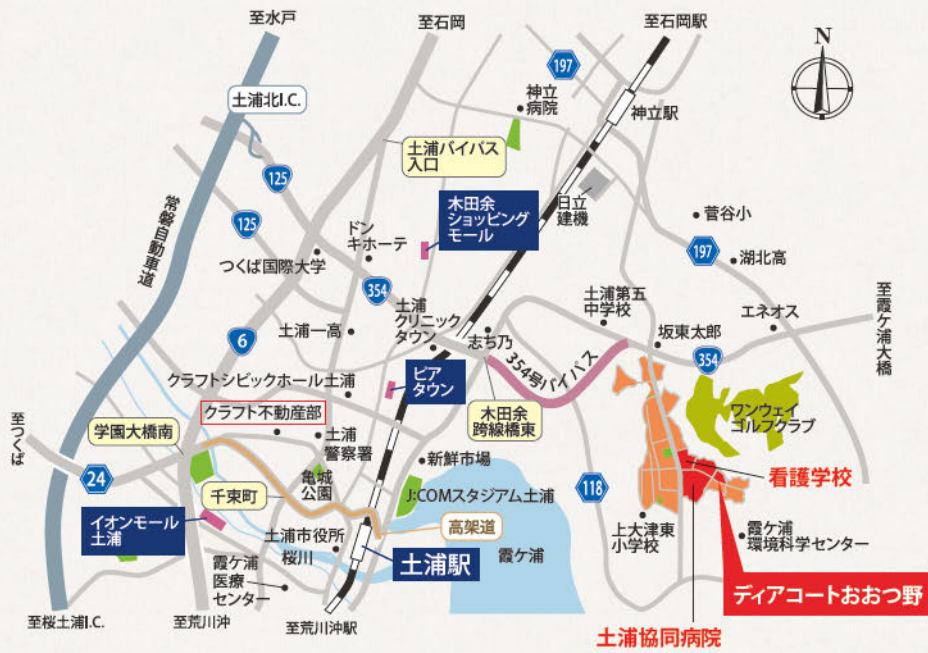 至水戸
至石岡
至石岡駅
N
197
神立
病院
神立駅
土浦北I.C.
土浦バイパス
入口
125
125
常磐自動車道
木田余
ショッピング
モール
日立
建機
菅谷小
197
湖北高
ドン
キホーテ
つくば国際大学
354
土浦
クリニック
タウン
土浦第五
中学校
至霞ケ浦大橋
エネオス
6
土浦一高
志ち乃
354号バイパス
坂東太郎
354
クラフトシビックホール土浦
ピア
タウン
クラフト不動産部
木田余
跨線橋東
ワンウェイ
ゴルフクラブ
至つくば
学園大橋南
土浦
警察署
新鮮市場
24
亀城
公園
千束町
J:COMスタジアム土浦
118
看護学校
イオンモール
土浦
高架道
土浦市役所
桜川
土浦駅
霞ケ浦
上大津東
小学校
霞ケ浦
環境科学センター
霞ケ浦
医療
センター
ディアコートおおつ野
至桜土浦I.C.
至荒川沖
至荒川沖駅
土浦協同病院